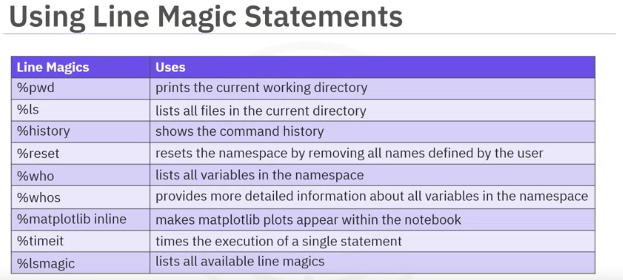 Using Line Magic Statements
Line Magics Uses
%pwd prints the current working directory
%ls lists all files in the current directory
%history shows the command history
%reset resets the namespace by removing all names defined by the user
%who lists all variables in the namespace
%whos provides more detailed information about all variables in the namespace
%matplotlib inline makes matplotlib plots appear within the notebook
%timeit times the execution of a single statement
%lsmagic lists all available line magics